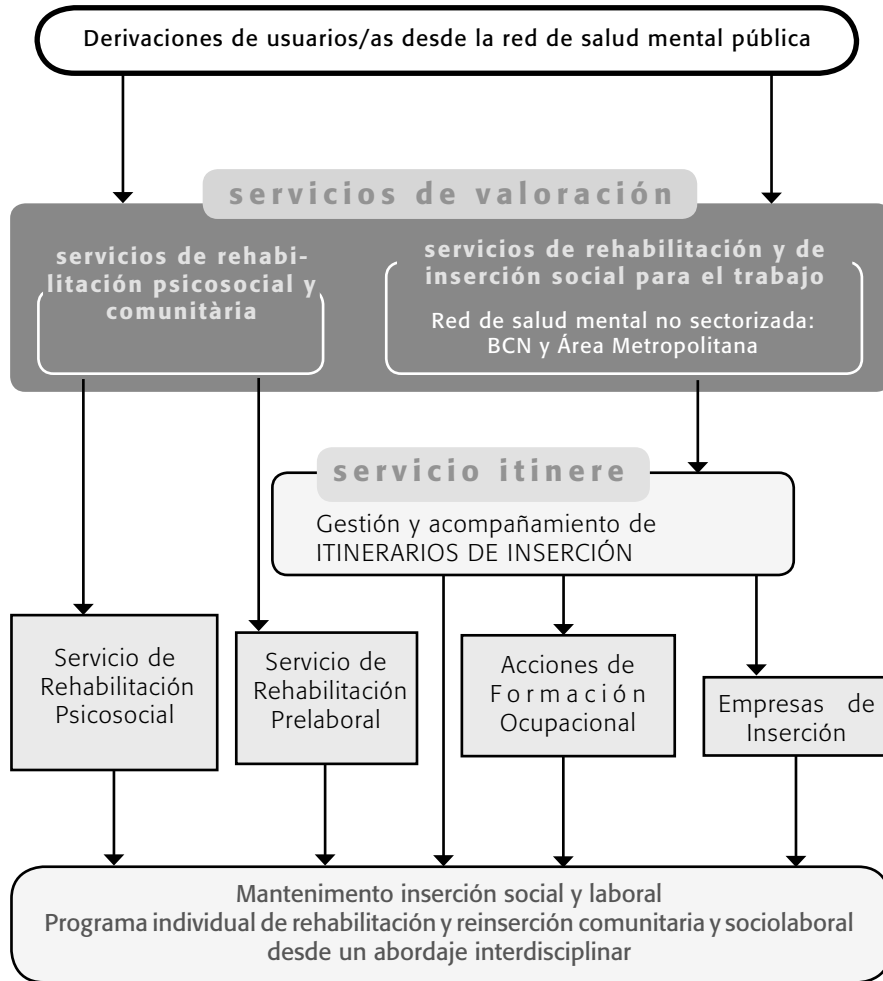 Derivaciones de usuarios/as desde la red de salud mental pública
servicios de valoración
servicios de rehabi-
litación psicosocial y
comunitària
servicios de rehabilitación y de
inserción social para el trabajo
Red de salud mental no sectorizada:
BCN y Área Metropolitana
servicio itinere
Gestión y acompañamiento de
ITINERARIOS DE INSERCIÓN
Servicio de
Rehabilitación
Psicosocial
Servicio de
Rehabilitación
Prelaboral
Acciones de
Formación
Ocupacional
Empresas de
Inserción
Mantenimento inserción social y laboral
Programa individual de rehabilitación y reinserción comunitaria y sociolaboral
desde un abordaje interdisciplinar